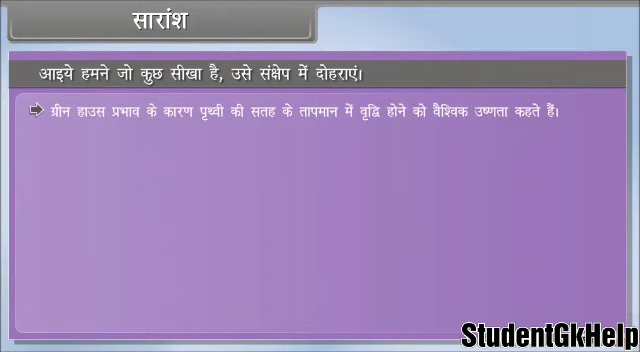 सारांश
आइये हमने जो कुछ सीखा है, उसे संक्षेप में दोहराएं।
ग्रीन हाउस प्रभाव के कारण पृथ्वी की सतह के तापमान में वृद्वि होने को वैश्विक उष्णता कहते हैं।
StudentGkHelp